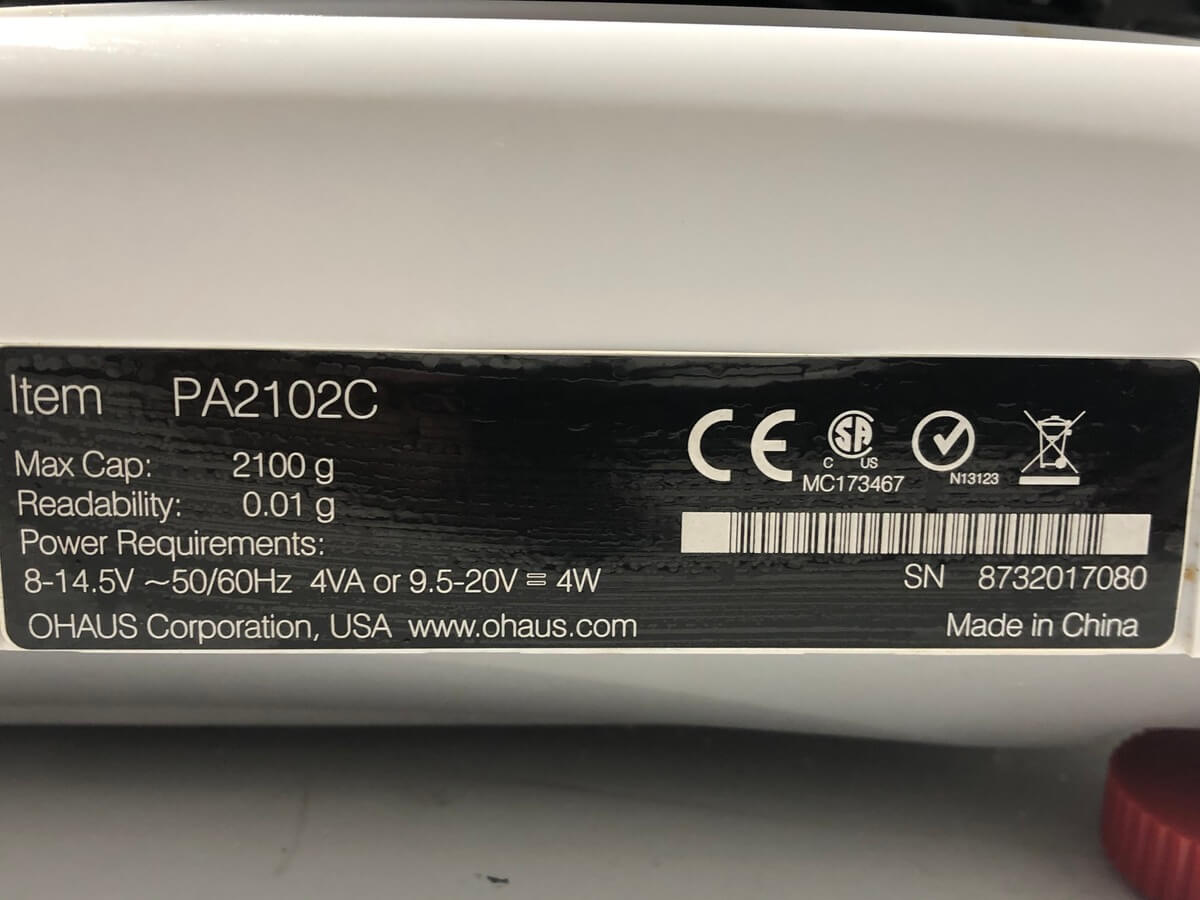 Item PA2102C
Max Cap: 2100 g
Readability: 0.01 g
Power Requirements:
8-14.5V ~50/60Hz 4VA or 9.5-20V ⎓ 4W
OHAUS Corporation, USA www.ohaus.com
CE
SA
C US
MC173467
N13123
SN 8732017080
Made in China